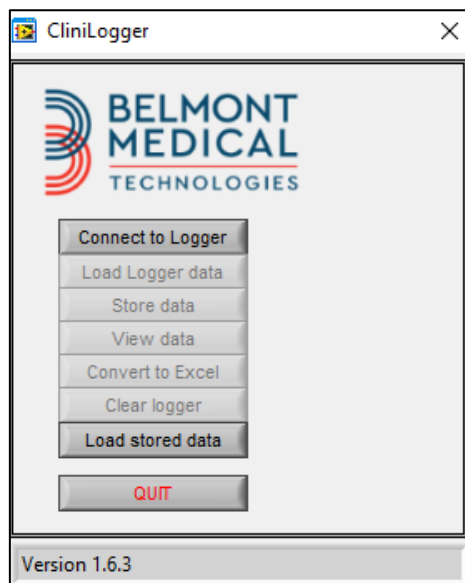 CliniLogger
BELMONT
MEDICAL
TECHNOLOGIES
Connect to Logger
Load Logger data
Store data
View data
Convert to Excel
Clear logger
Load stored data
QUIT
Version 1.6.3